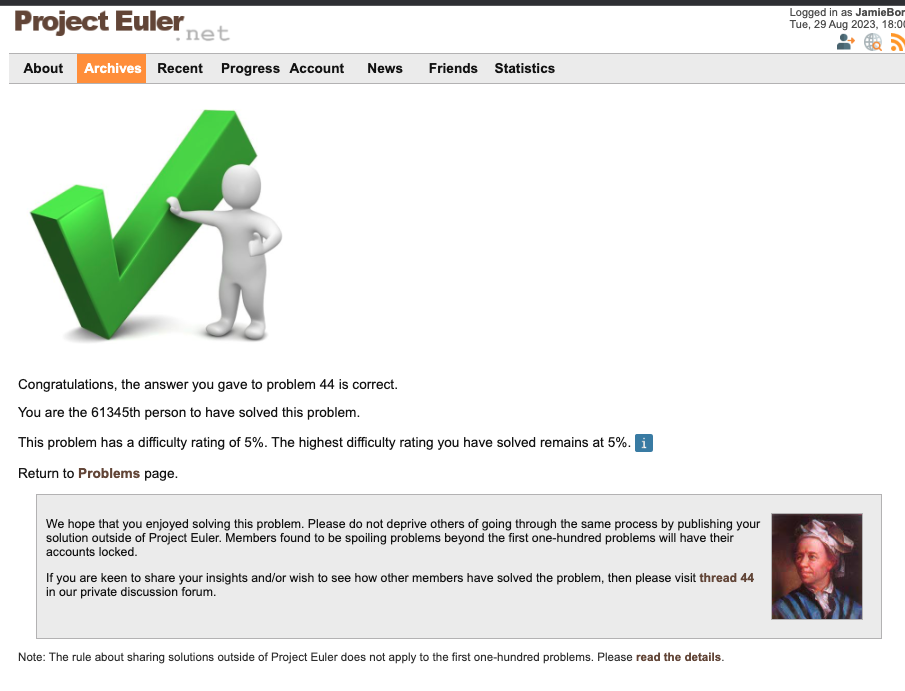 Project Euler
.net
Logged in as JamieBor
Tue, 29 Aug 2023, 18:00
About Archives Recent Progress Account News Friends Statistics
Congratulations, the answer you gave to problem 44 is correct.
You are the 61345th person to have solved this problem.
This problem has a difficulty rating of 5%. The highest difficulty rating you have solved remains at 5%. i
Return to Problems page.
We hope that you enjoyed solving this problem. Please do not deprive others of going through the same process by publishing your
solution outside of Project Euler. Members found to be spoiling problems beyond the first one-hundred problems will have their
accounts locked.
If you are keen to share your insights and/or wish to see how other members have solved the problem, then please visit thread 44
in our private discussion forum.
Note: The rule about sharing solutions outside of Project Euler does not apply to the first one-hundred problems. Please read the details.